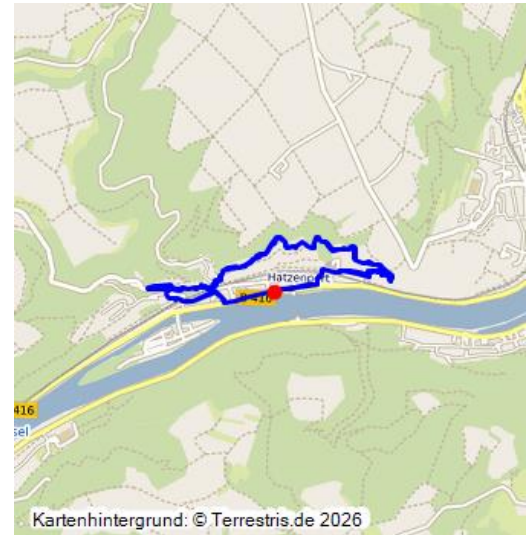 Hatzenport
B 416
416
sel
Kartenhintergrund: © Terrestris.de 2026